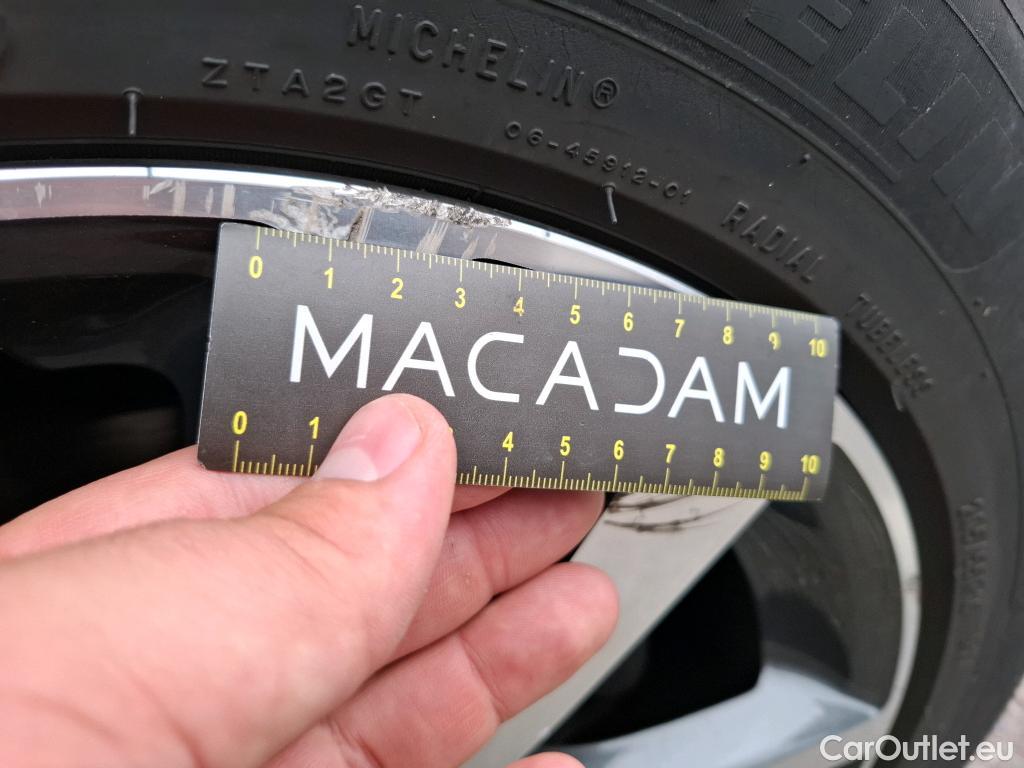 MICHELIN®
ZTA2GT
06-45912-01
RADIAL TUBELESS
0 1 2 3 4 5 6 7 8 9 10
MACADAM
0 1 4 5 6 7 8 9 10
CarOutlet.eu